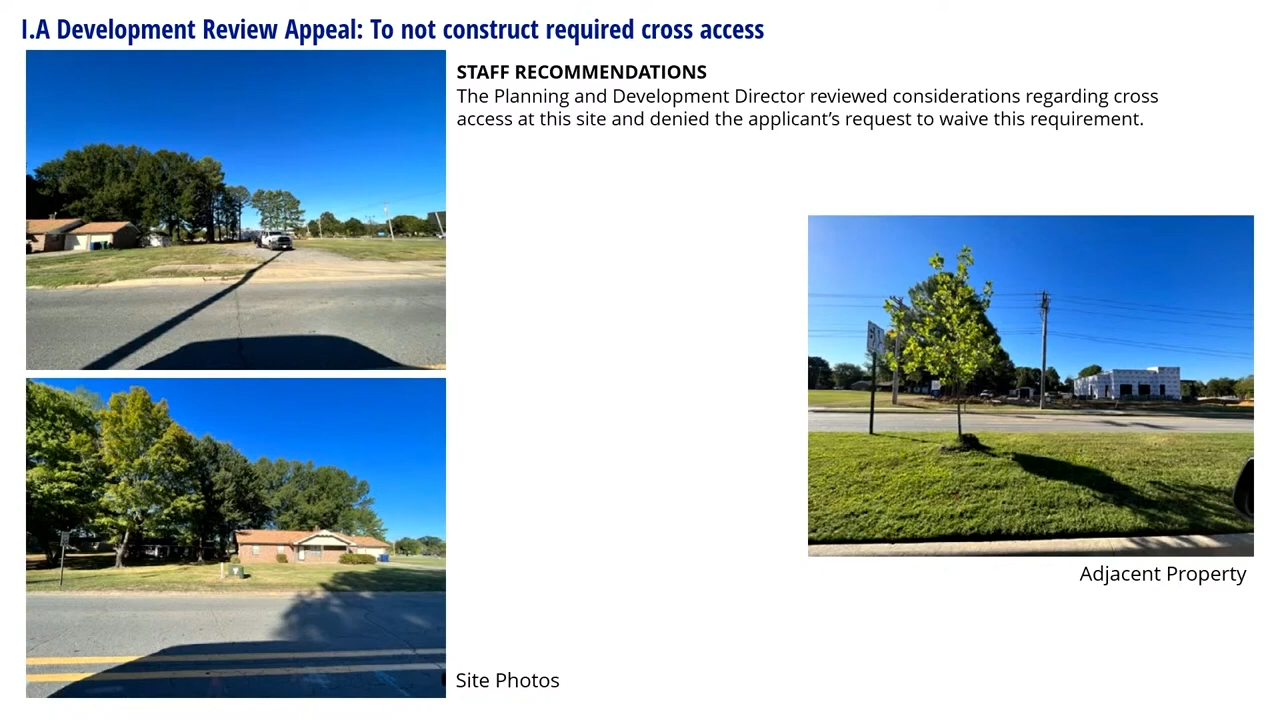 I.A Development Review Appeal: To not construct required cross access
STAFF RECOMMENDATIONS
The Planning and Development Director reviewed considerations regarding cross
access at this site and denied the applicant's request to waive this requirement.
Adjacent Property
Site Photos